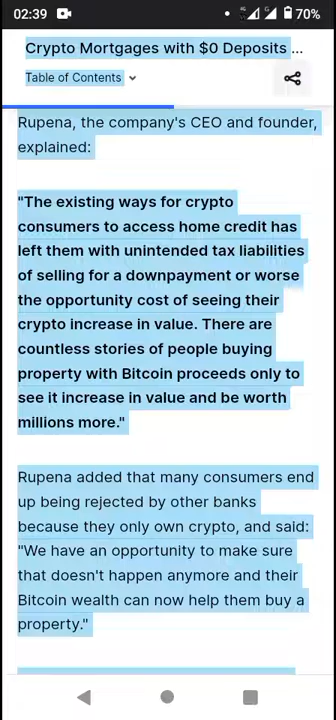 02:39 70%
Crypto Mortgages with $0 Deposits ...
Table of Contents
Rupena, the company's CEO and founder,
explained:
"The existing ways for crypto
consumers to access home credit has
left them with unintended tax liabilities
of selling for a downpayment or worse
the opportunity cost of seeing their
crypto increase in value. There are
countless stories of people buying
property with Bitcoin proceeds only to
see it increase in value and be worth
millions more."
Rupena added that many consumers end
up being rejected by other banks
because they only own crypto, and said:
"We have an opportunity to make sure
that doesn't happen anymore and their
Bitcoin wealth can now help them buy a
property."